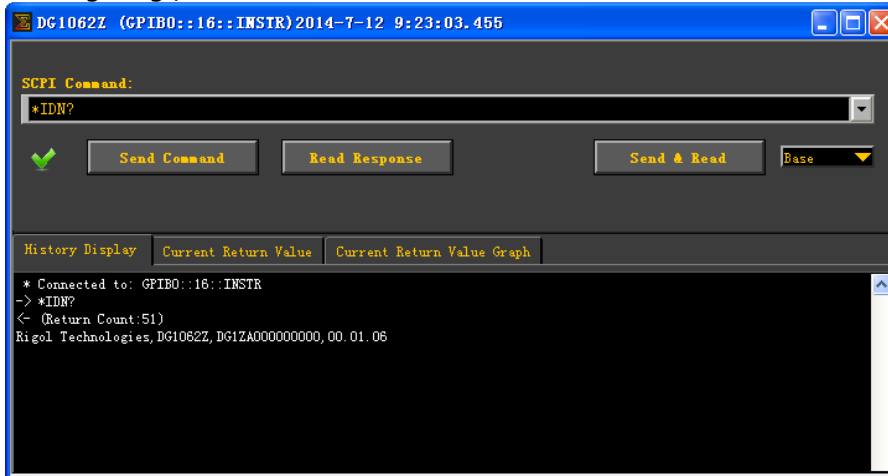 DG1062Z (GPIB0::16::INSTR)2014-7-12 9:23:03.455
SCPI Command:
*IDN?
Send Command Read Response Send & Read Base
History Display Current Return Value Current Return Value Graph
* Connected to: GPIB0::16::INSTR
-> *IDN?
<- (Return Count:51)
Rigol Technologies,DG1062Z,DG1ZA000000000,00.01.06